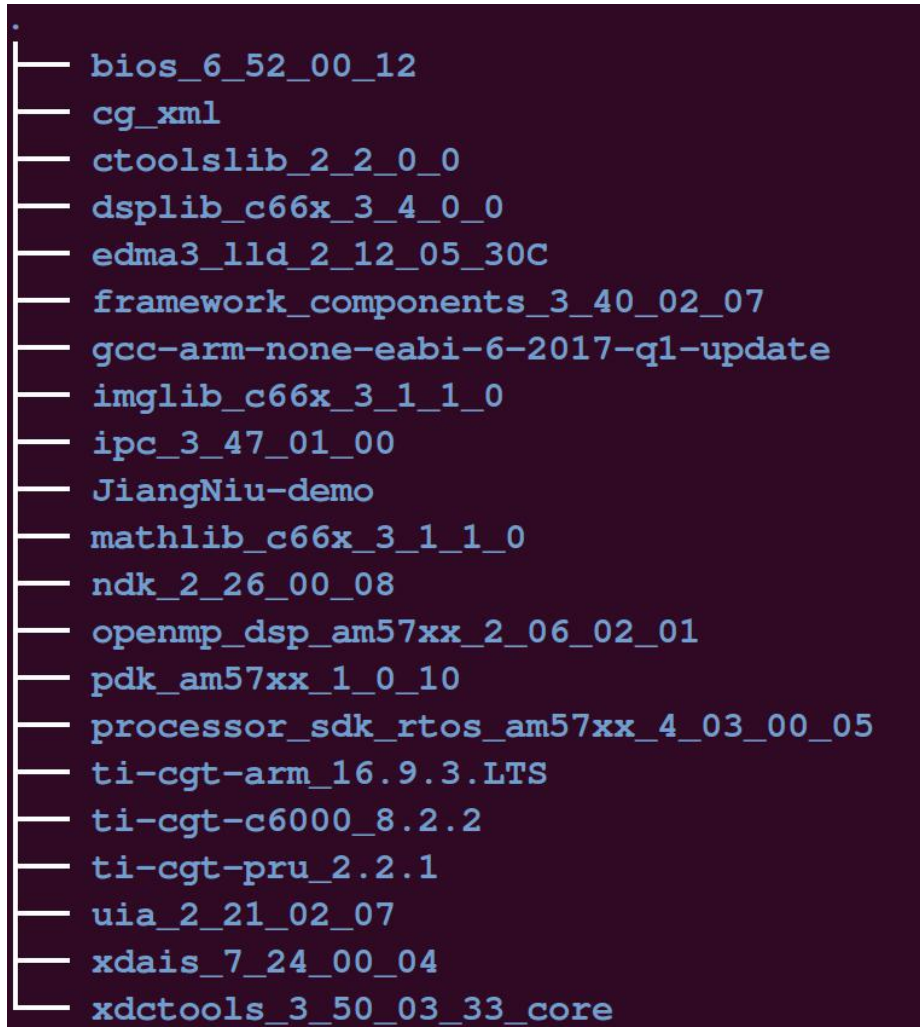 .
├── bios_6_52_00_12
├── cg_xml
├── ctoolslib_2_2_0_0
├── dsplib_c66x_3_4_0_0
├── edma3_lld_2_12_05_30C
├── framework_components_3_40_02_07
├── gcc-arm-none-eabi-6-2017-q1-update
├── imglib_c66x_3_1_1_0
├── ipc_3_47_01_00
├── JiangNiu-demo
├── mathlib_c66x_3_1_1_0
├── ndk_2_26_00_08
├── openmp_dsp_am57xx_2_06_02_01
├── pdk_am57xx_1_0_10
├── processor_sdk_rtos_am57xx_4_03_00_05
├── ti-cgt-arm_16.9.3.LTS
├── ti-cgt-c6000_8.2.2
├── ti-cgt-pru_2.2.1
├── uia_2_21_02_07
├── xdais_7_24_00_04
└── xdctools_3_50_03_33_core